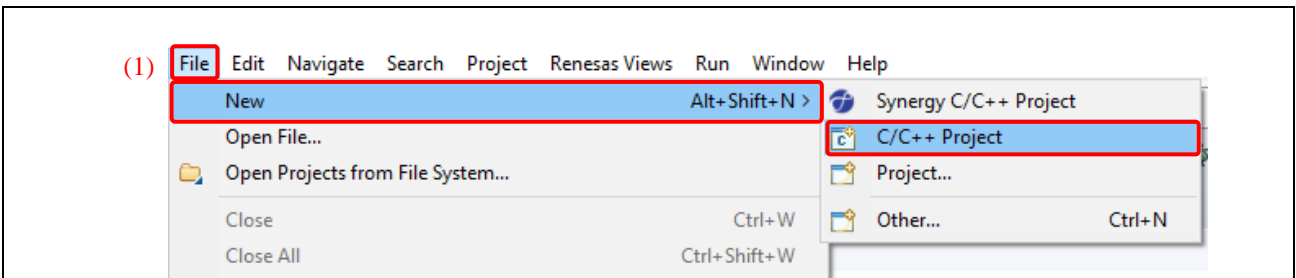 (1) File Edit Navigate Search Project Renesas Views Run Window Help
New Alt+Shift+N >
Open File...
Open Projects from File System...
Close Ctrl+W
Close All Ctrl+Shift+W
Synergy C/C++ Project
C/C++ Project
Project...
Other... Ctrl+N